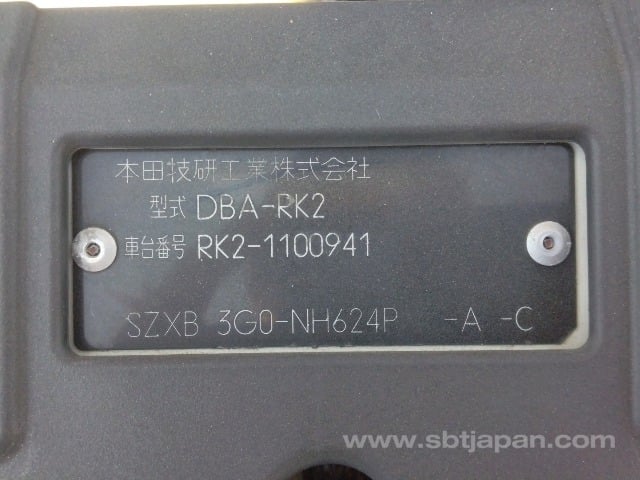 本田技研工業株式会社
型式 DBA-RK2
車台番号 RK2-1100941
SZXB 3G0-NH624P -A -C
www.sbtjapan.com